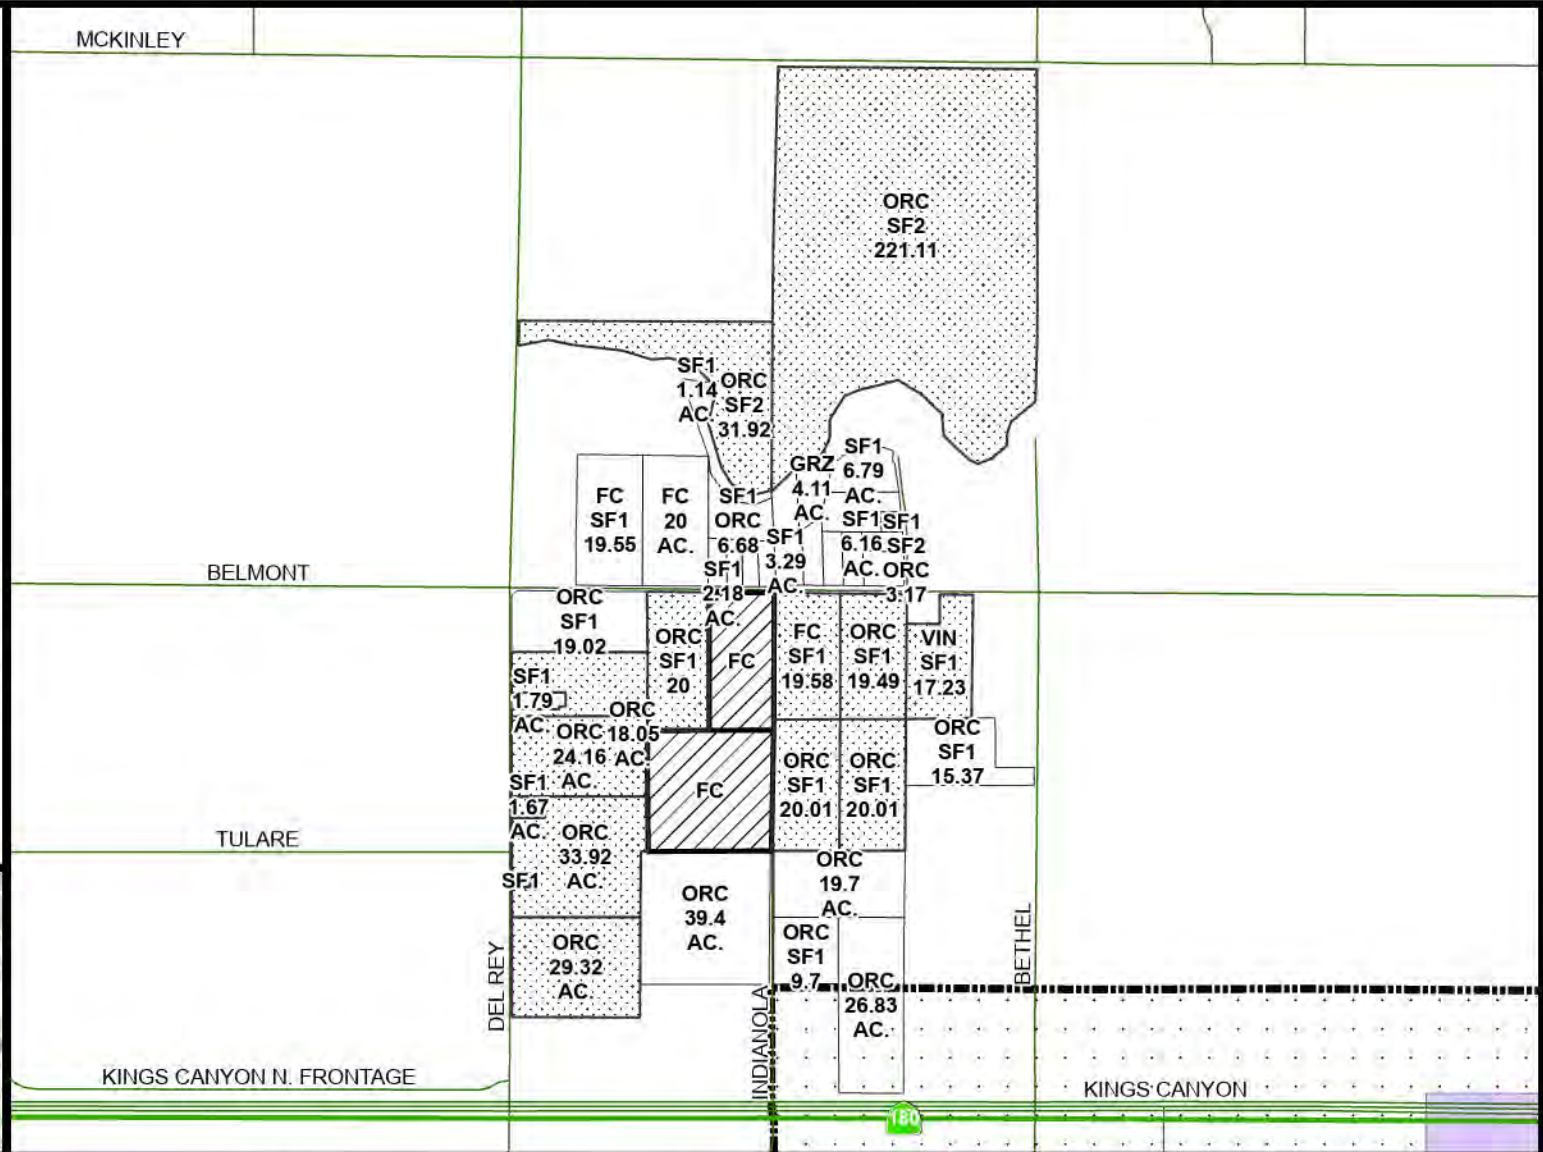 MCKINLEY
ORC
SF2
221.11
SF1
1.14
AC.
ORC
SF2
31.92
SF1
6.79
AC.
GRZ
4.11
AC.
FC
SF1
19.55
FC
20
AC.
SF1
ORC
6.68
SF1
3.29
AC.
SF1
6.16
AC.
SF1
SF2
ORC
3.17
BELMONT
SF1
2.18
AC.
ORC
SF1
19.02
ORC
SF1
20
FC
FC
SF1
19.58
ORC
SF1
19.49
VIN
SF1
17.23
SF1
1.79
AC.
ORC
18.05
AC.
ORC
24.16
AC.
FC
ORC
SF1
20.01
ORC
SF1
20.01
ORC
SF1
15.37
SF1
1.67
AC.
TULARE
ORC
33.92
AC.
SF1
ORC
39.4
AC.
ORC
19.7
AC.
ORC
29.32
AC.
ORC
SF1
9.7
ORC
26.83
AC.
DEL REY
INDIANOLA
BETHEL
KINGS CANYON N. FRONTAGE
KINGS CANYON
180